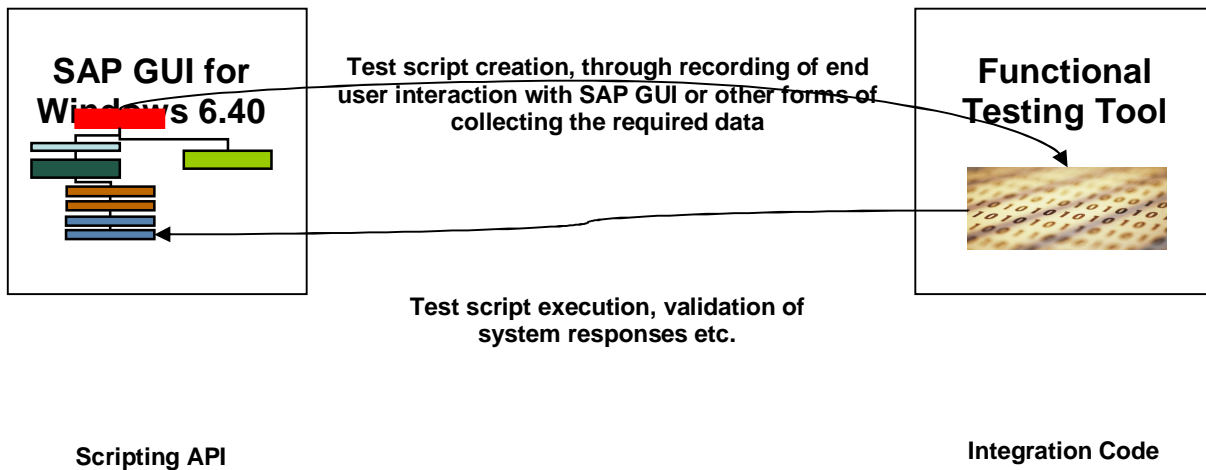 SAP GUI for
Windows 6.40
Test script creation, through recording of end
user interaction with SAP GUI or other forms of
collecting the required data
Functional
Testing Tool
Test script execution, validation of
system responses etc.
Scripting API
Integration Code